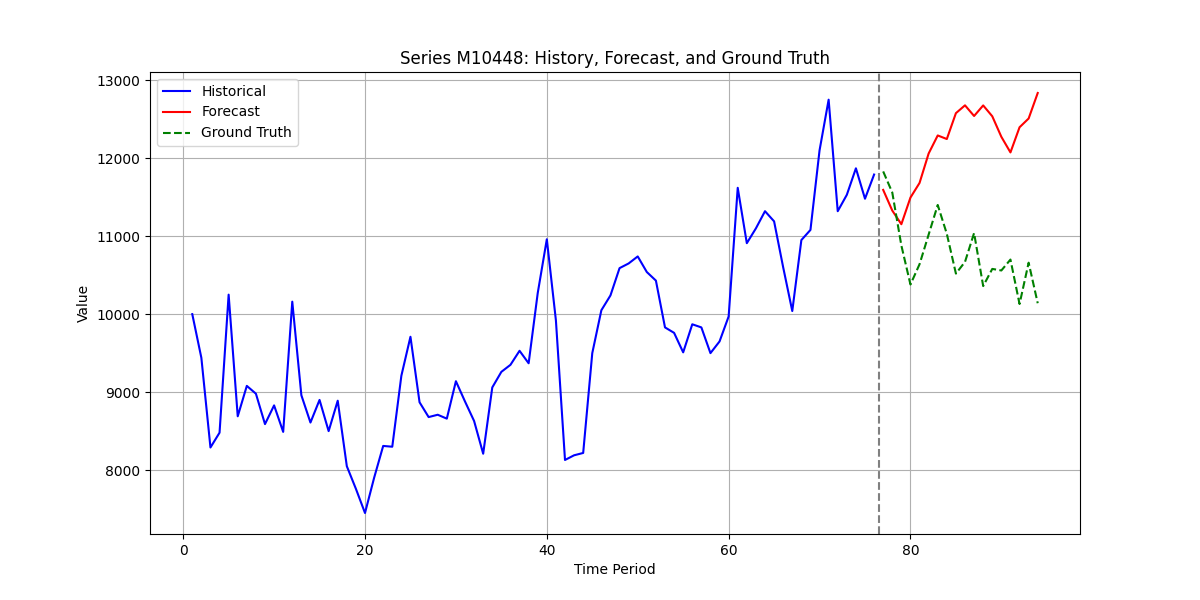 Series M10448: History, Forecast, and Ground Truth
Historical
Forecast
Ground Truth
13000
12000
11000
10000
9000
8000
Value
0 20 40 60 80
Time Period